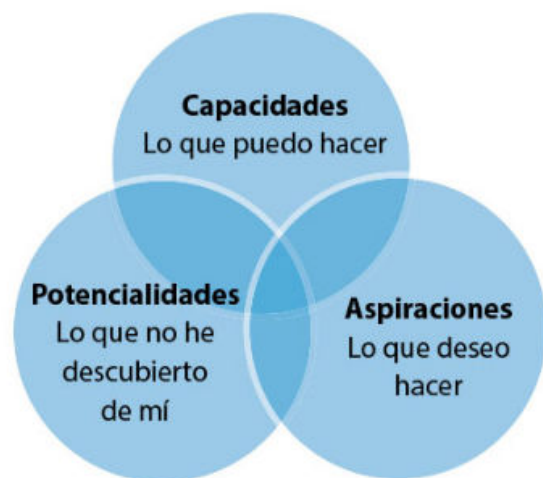 Capacidades
Lo que puedo hacer
Potencialidades
Lo que no he
descubierto
de mí
Aspiraciones
Lo que deseo
hacer